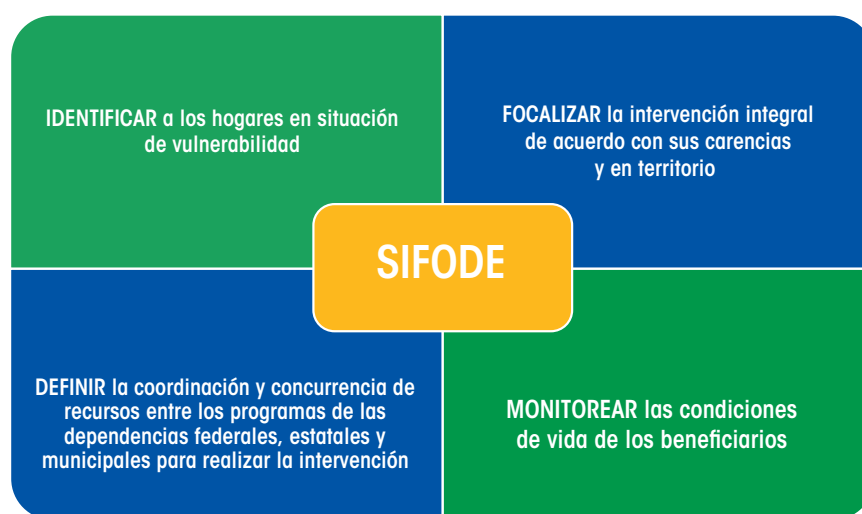 IDENTIFICAR a los hogares en situación
de vulnerabilidad
FOCALIZAR la intervención integral
de acuerdo con sus carencias
y en territorio
SIFODE
DEFINIR la coordinación y concurrencia de
recursos entre los programas de las
dependencias federales, estatales y
municipales para realizar la intervención
MONITOREAR las condiciones
de vida de los beneficiarios